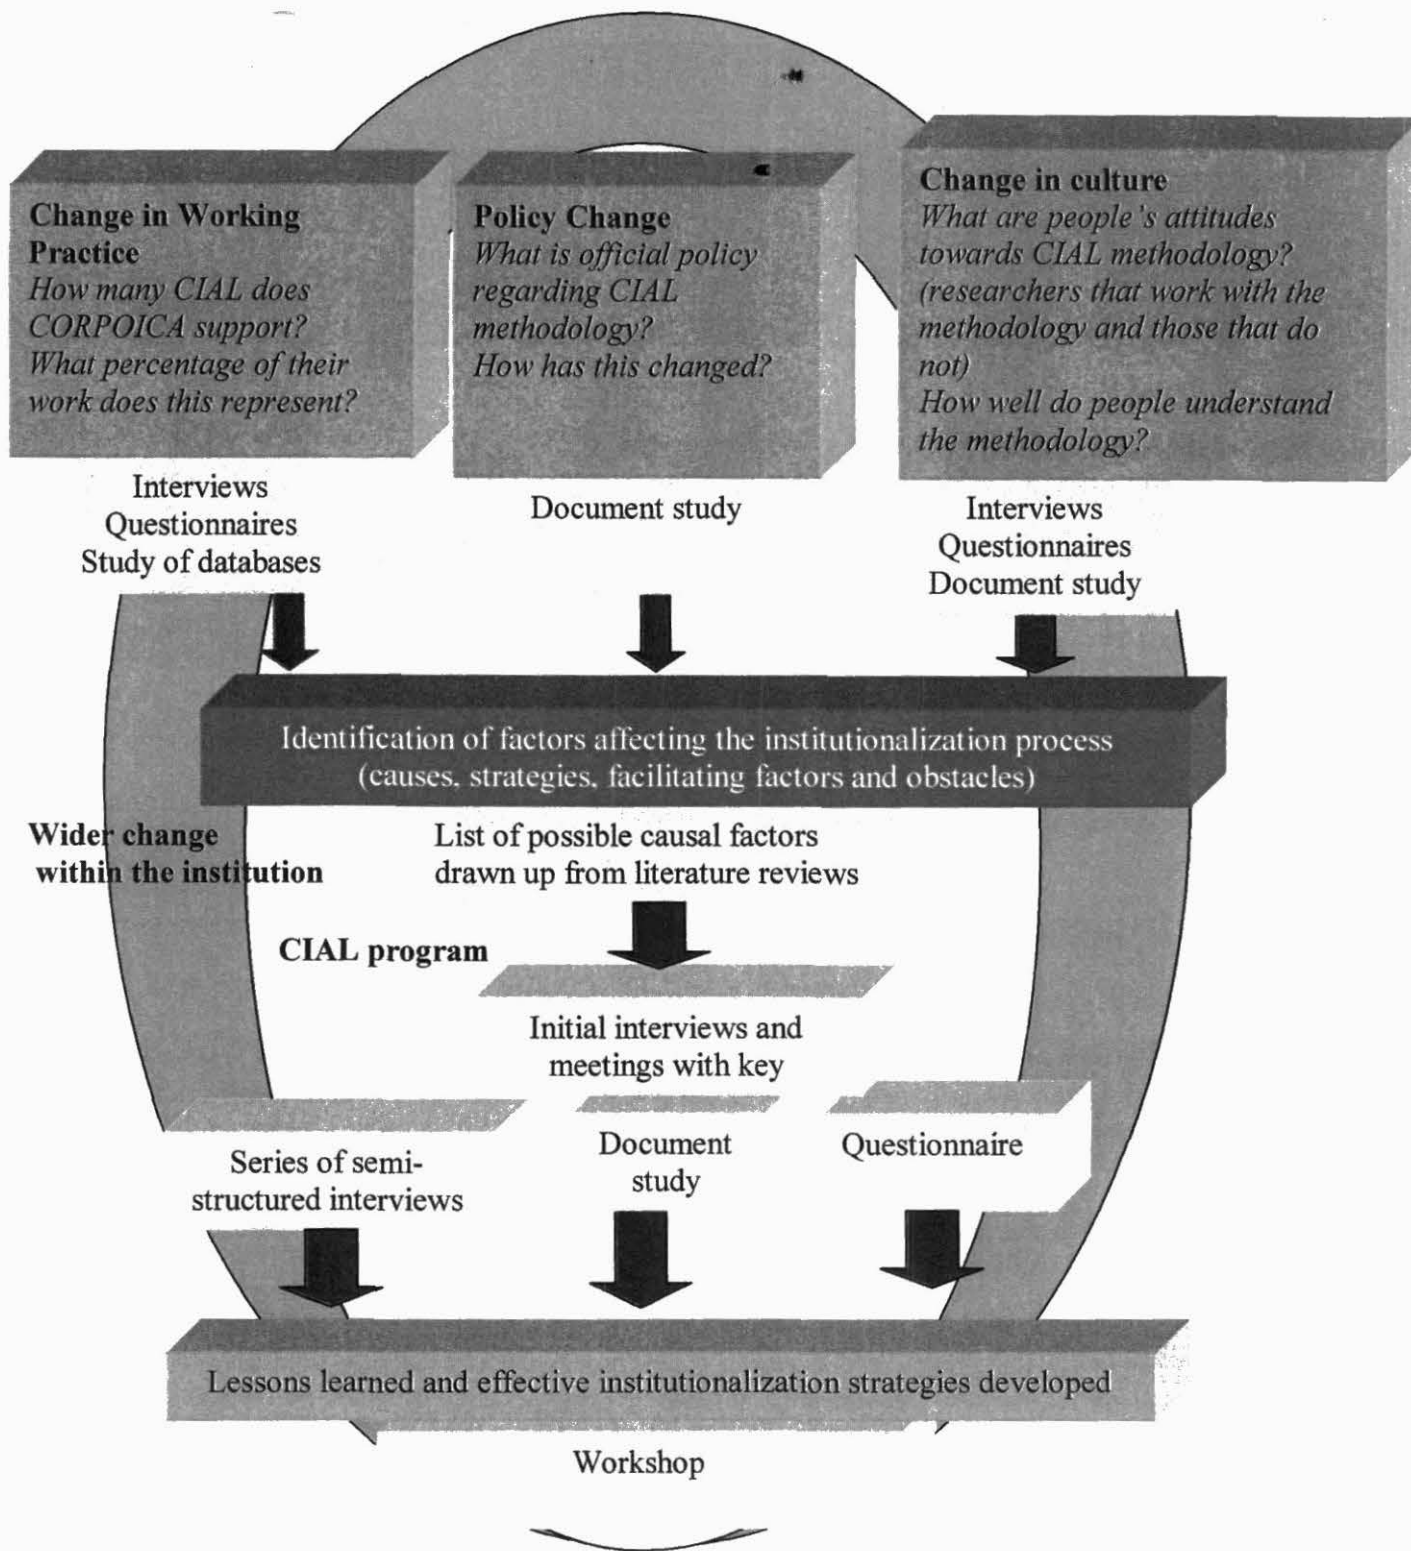 Change in Working
Practice
How many CIAL does
CORPOICA support?
What percentage of their
work does this represent?
Interviews
Questionnaires
Study of databases
Policy Change
What is official policy
regarding CIAL
methodology?
How has this changed?
Document study
Change in culture
What are people's attitudes
towards CIAL methodology?
(researchers that work with the
methodology and those that do
not)
How well do people understand
the methodology?
Interviews
Questionnaires
Document study
Identification of factors affecting the institutionalization process
(causes, strategies, facilitating factors and obstacles)
Wider change
within the institution
List of possible causal factors
drawn up from literature reviews
CIAL program
Initial interviews and
meetings with key
Series of semi-
structured interviews
Document
study
Questionnaire
Lessons learned and effective institutionalization strategies developed
Workshop